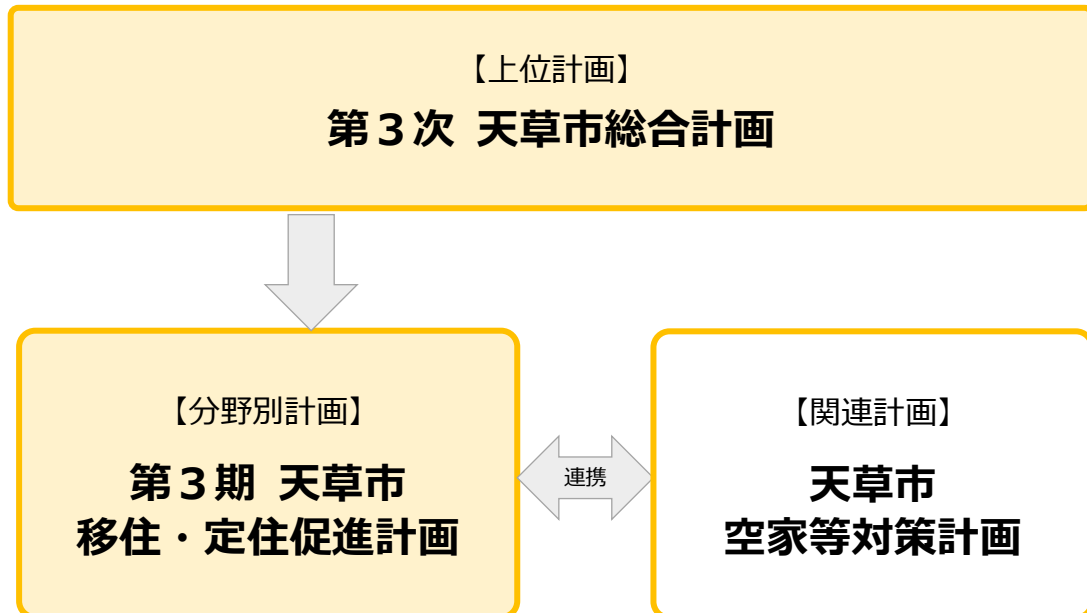 【上位計画】
第３次 天草市総合計画
【分野別計画】
第３期 天草市
移住・定住促進計画
連携
【関連計画】
天草市
空家等対策計画